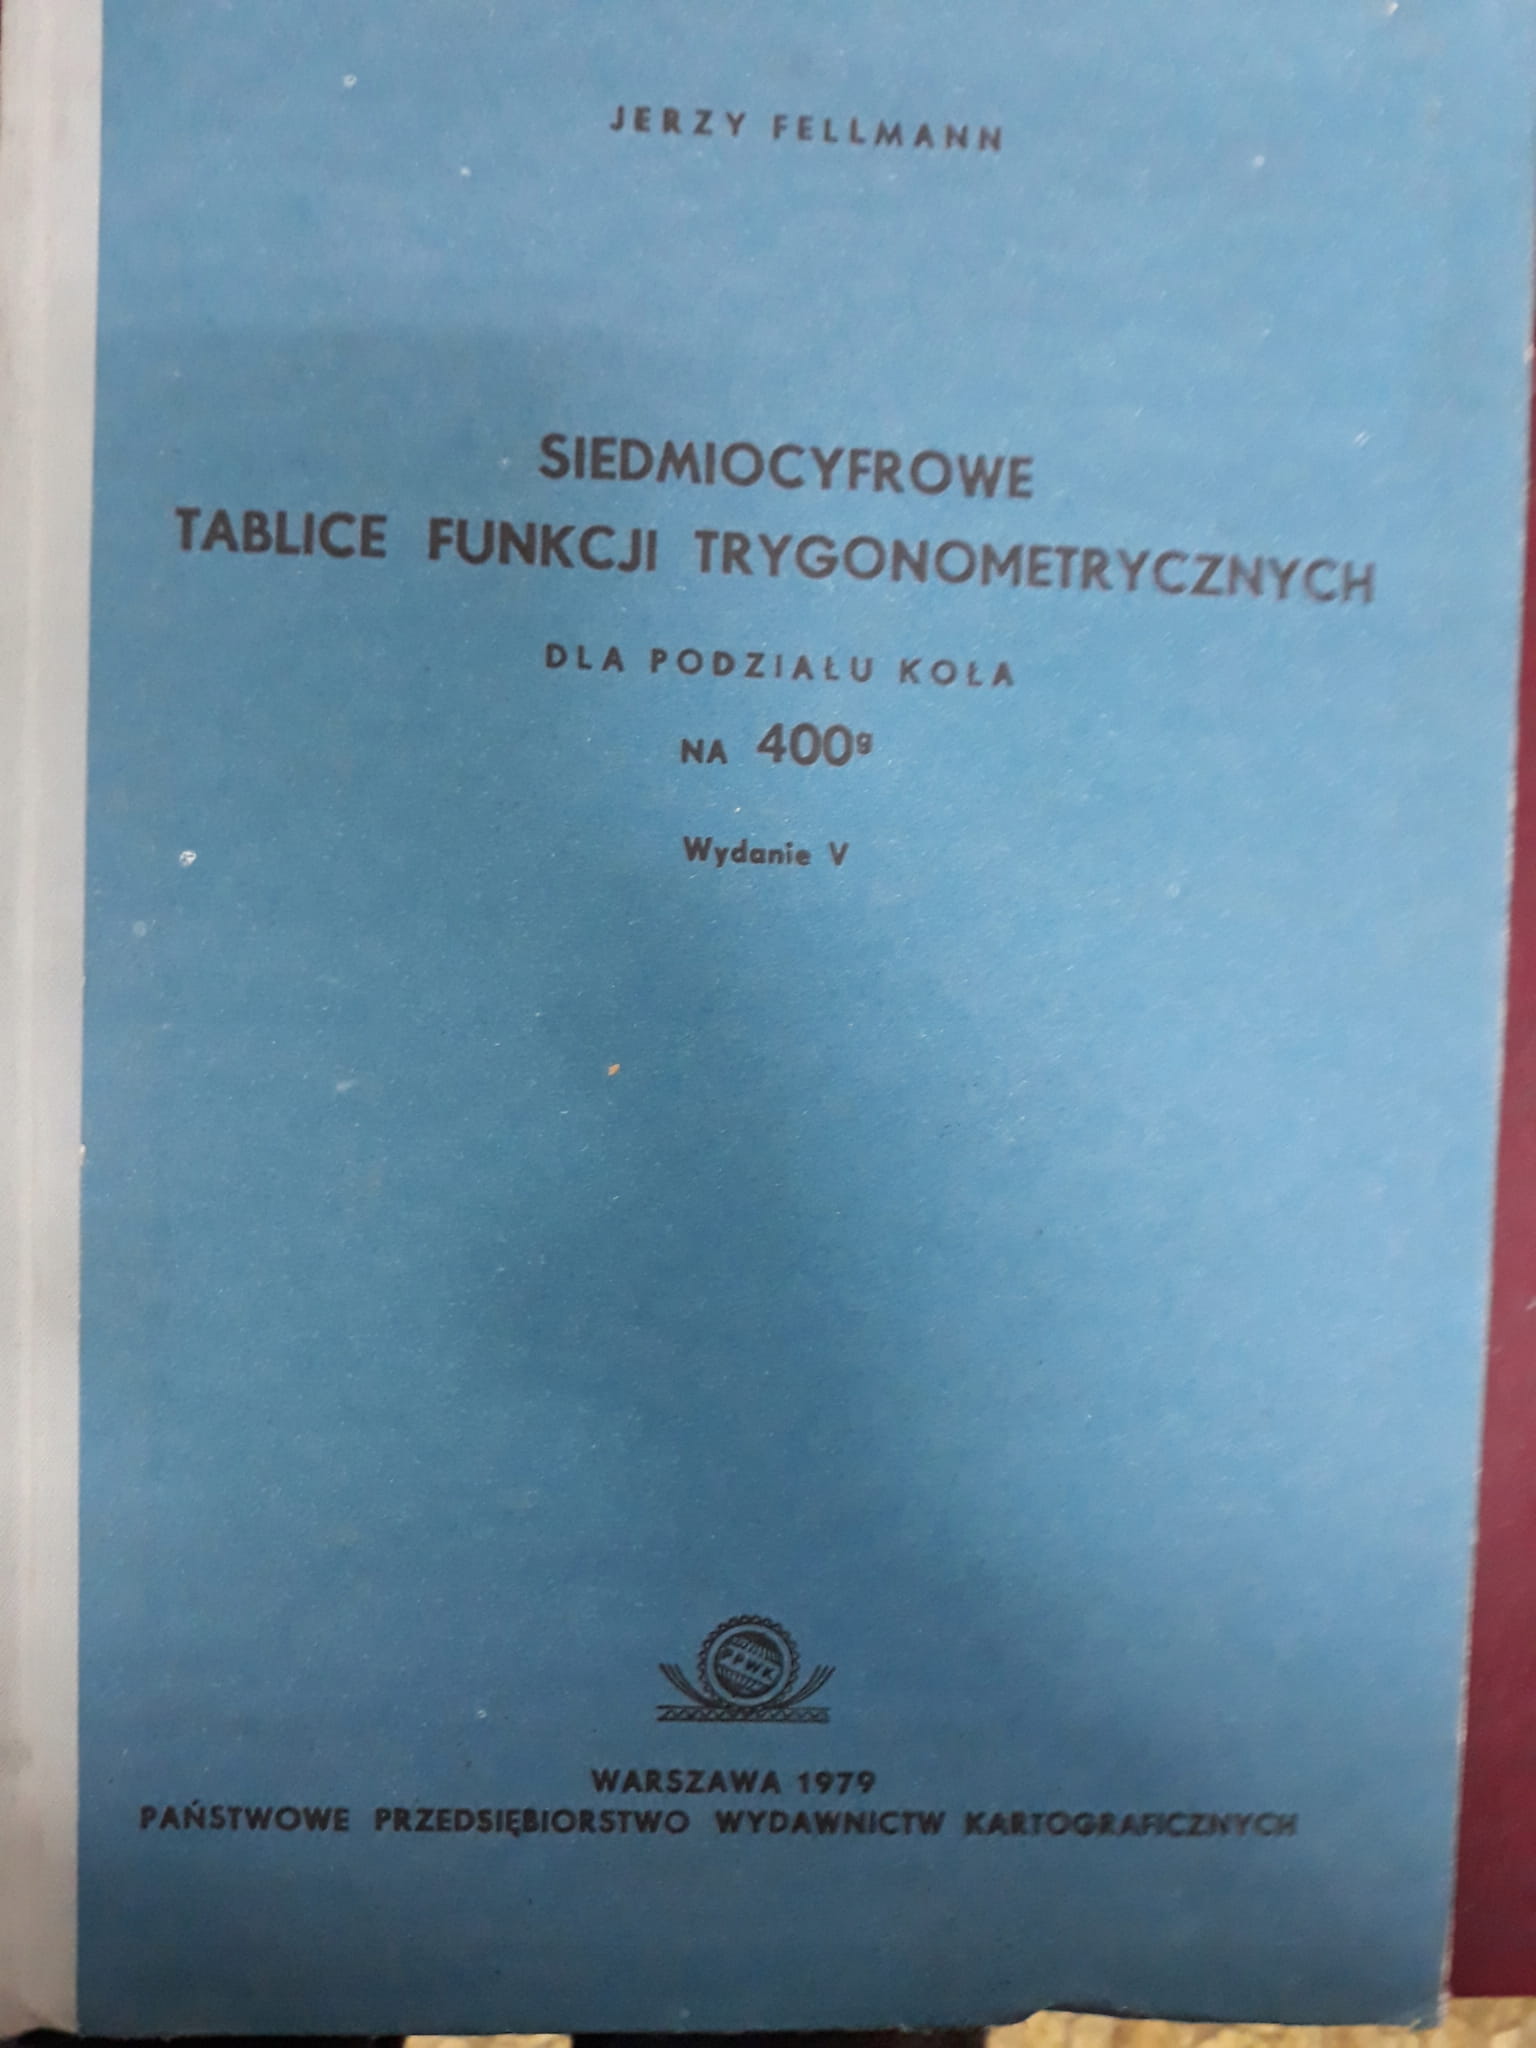 JERZY FELLMANN
SIEDMIOCYFROWE
TABLICE FUNKCJI TRYGONOMETRYCZNYCH
DLA PODZIAŁU KOŁA
NA 400g
Wydanie V
PPWK
WARSZAWA 1979
PAŃSTWOWE PRZEDSIĘBIORSTWO WYDAWNICTW KARTOGRAFICZNYCH